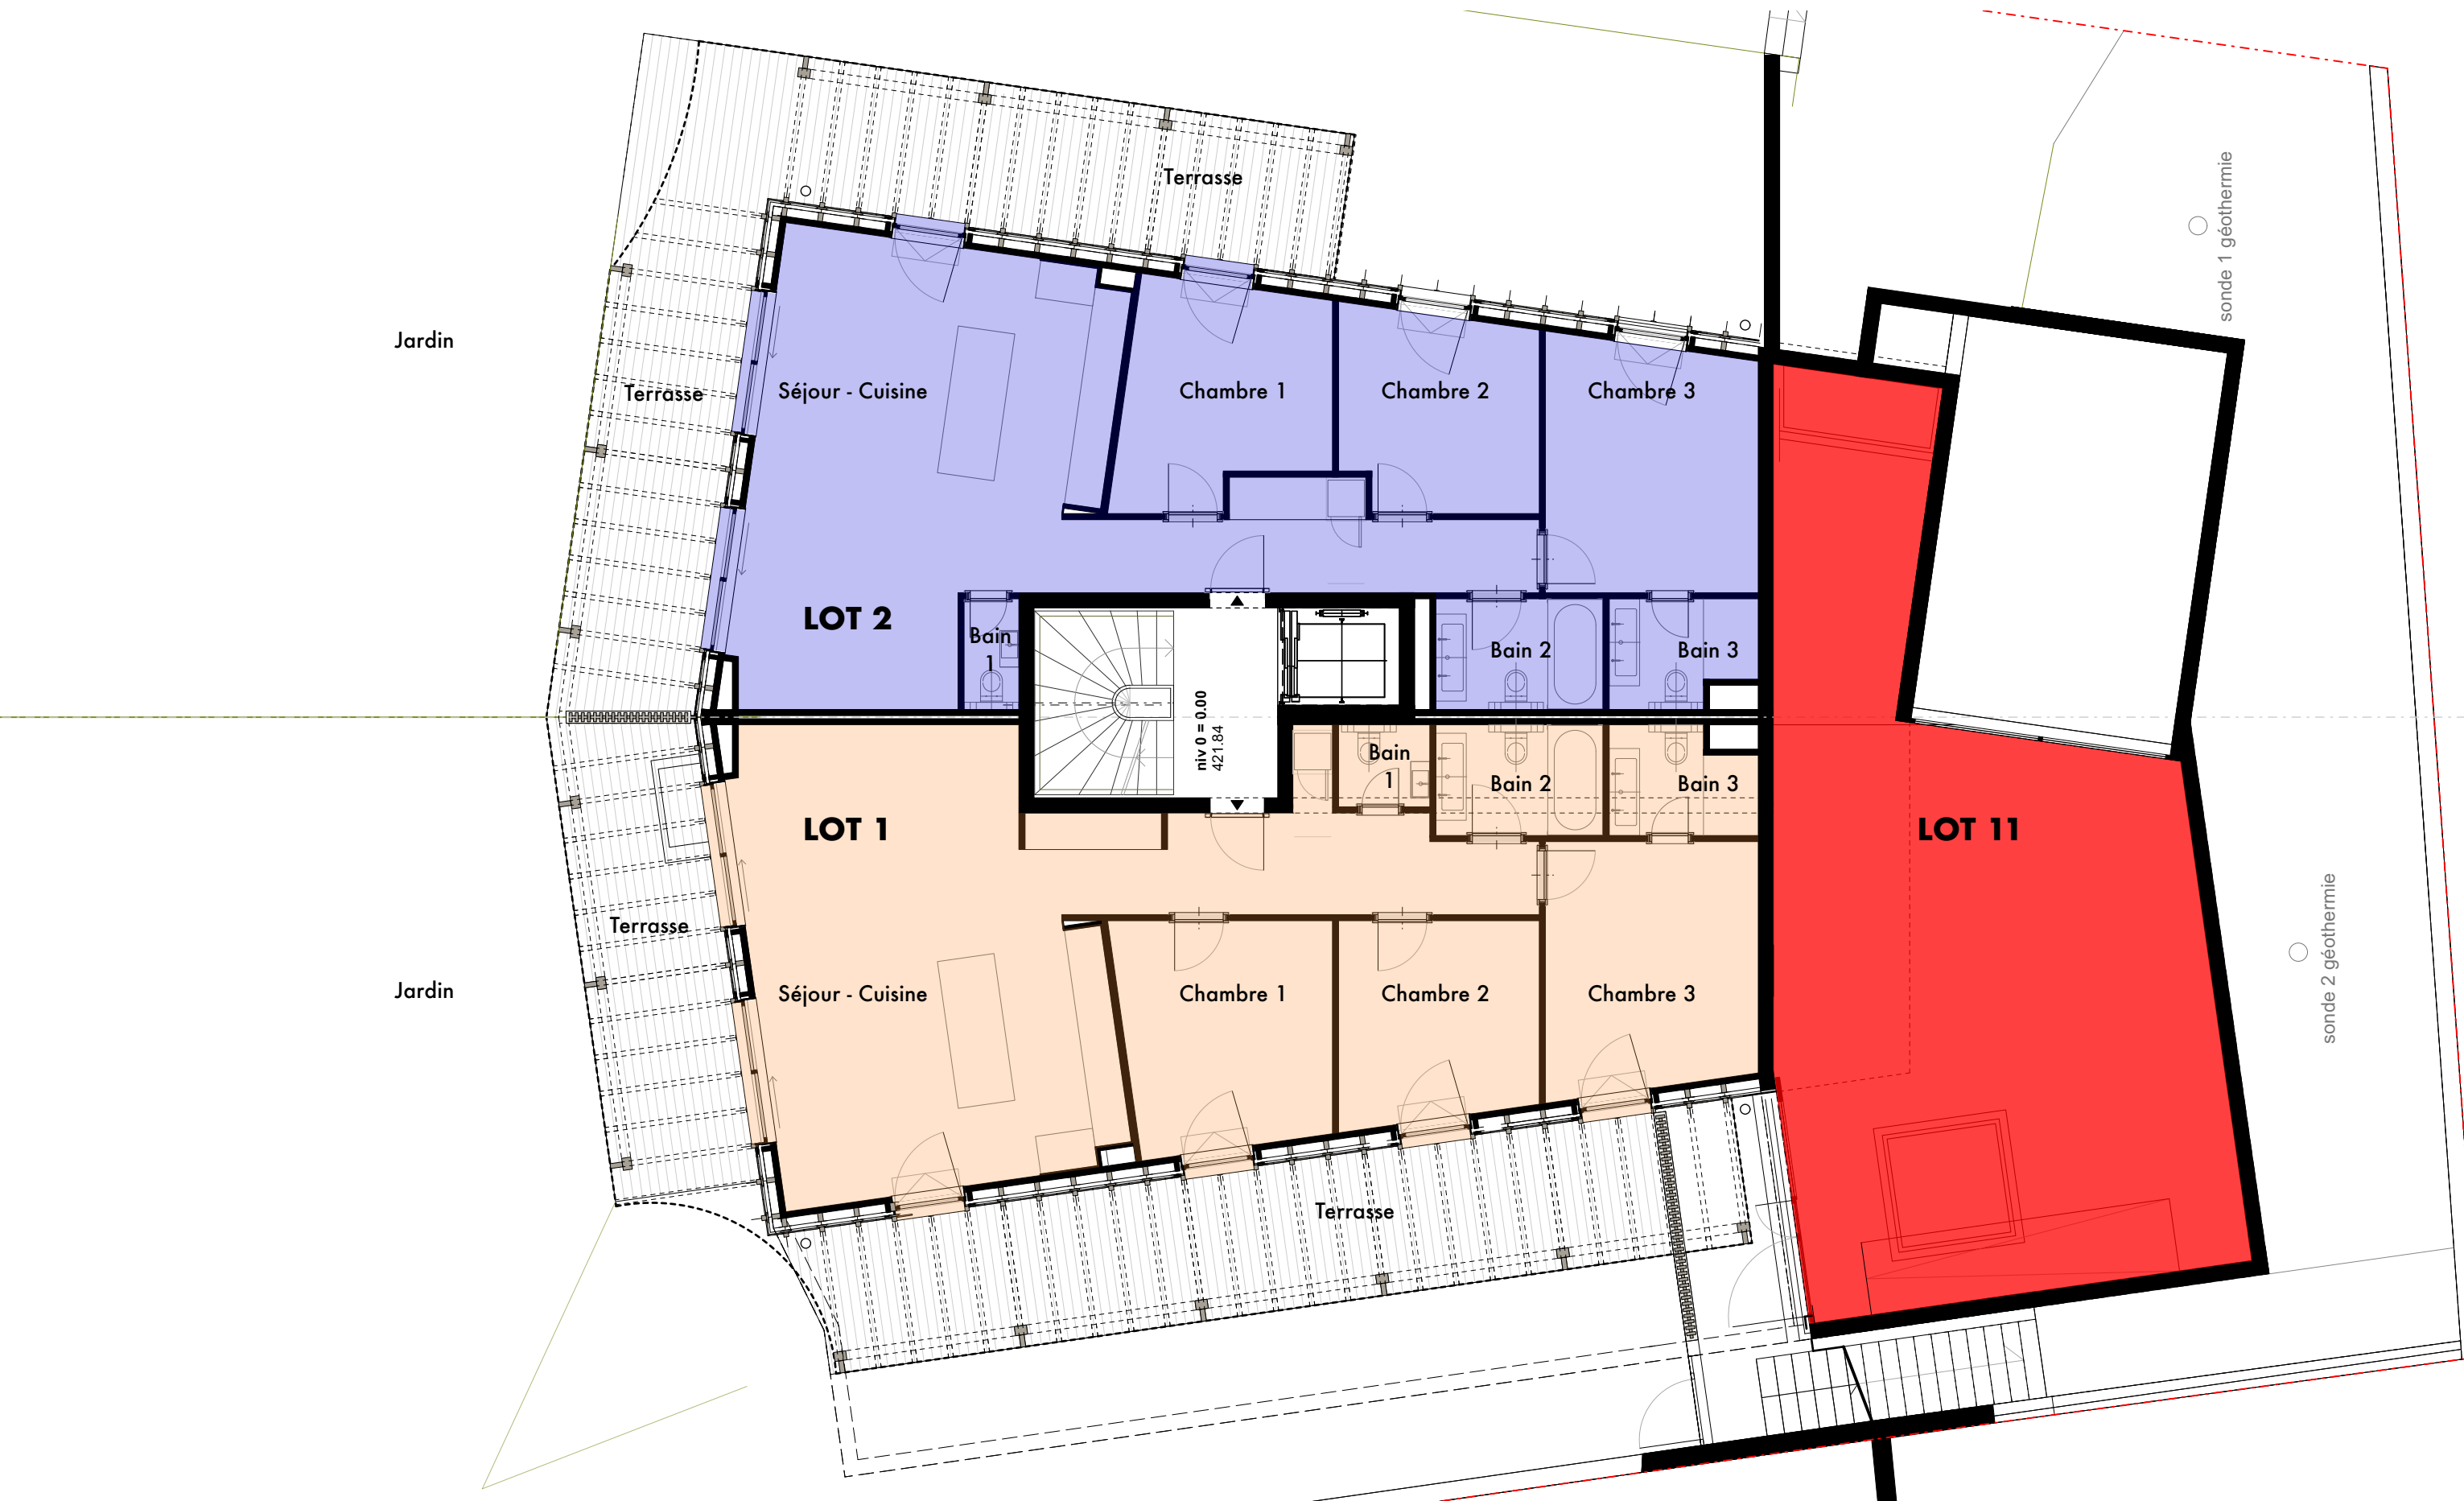 Terrasse
sonde 1 géothermie
Jardin
Terrasse
Séjour - Cuisine
Chambre 1
Chambre 2
Chambre 3
LOT 2
Bain
1
Bain 2
Bain 3
niv 0 = 0.00
421.84
Bain
1
Bain 2
Bain 3
LOT 1
LOT 11
Terrasse
sonde 2 géothermie
Jardin
Séjour - Cuisine
Chambre 1
Chambre 2
Chambre 3
Terrasse